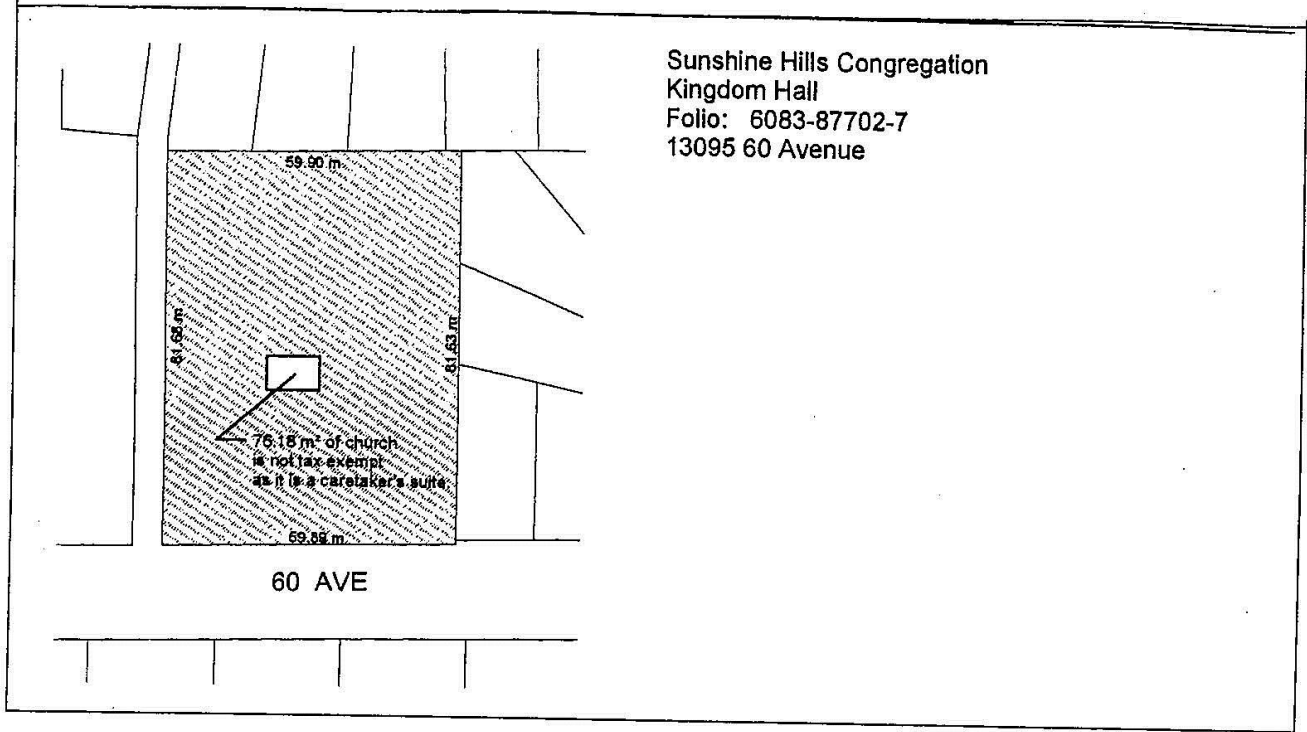 Sunshine Hills Congregation
Kingdom Hall
Folio: 6083-87702-7
13095 60 Avenue
59.90 m
81.68 m
81.63 m
76.18 m² of church
is not tax exempt
as it is a caretaker's suite
59.89 m
60 AVE